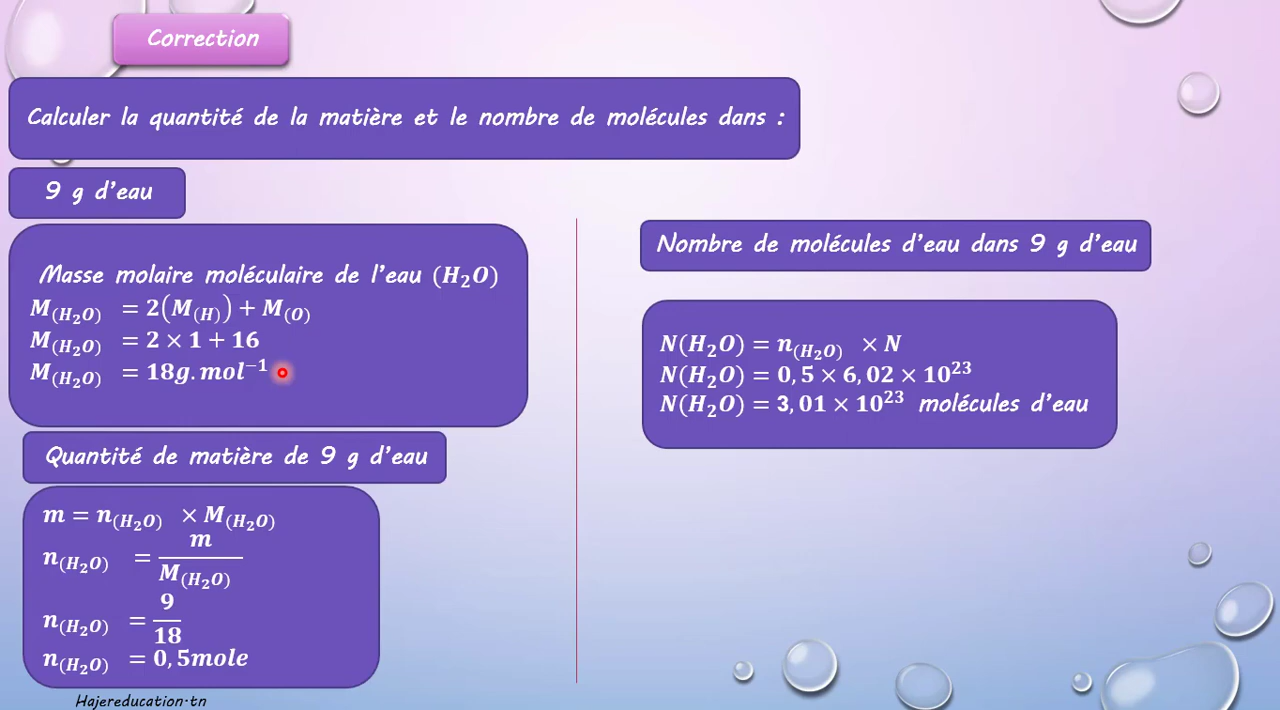 Correction
Calculer la quantité de la matière et le nombre de molécules dans :
9 g d'eau
Masse molaire moléculaire de l'eau (H₂O)
M₍H₂O₎ = 2(M₍H₎) + M₍O₎
M₍H₂O₎ = 2 × 1 + 16
M₍H₂O₎ = 18g.mol⁻¹
Quantité de matière de 9 g d'eau
m = n₍H₂O₎ × M₍H₂O₎
n₍H₂O₎ = m / M₍H₂O₎
n₍H₂O₎ = 9 / 18
n₍H₂O₎ = 0,5mole
Nombre de molécules d'eau dans 9 g d'eau
N(H₂O) = n₍H₂O₎ × N
N(H₂O) = 0,5 × 6,02 × 10²³
N(H₂O) = 3,01 × 10²³ molécules d'eau
Hajereducation.tn